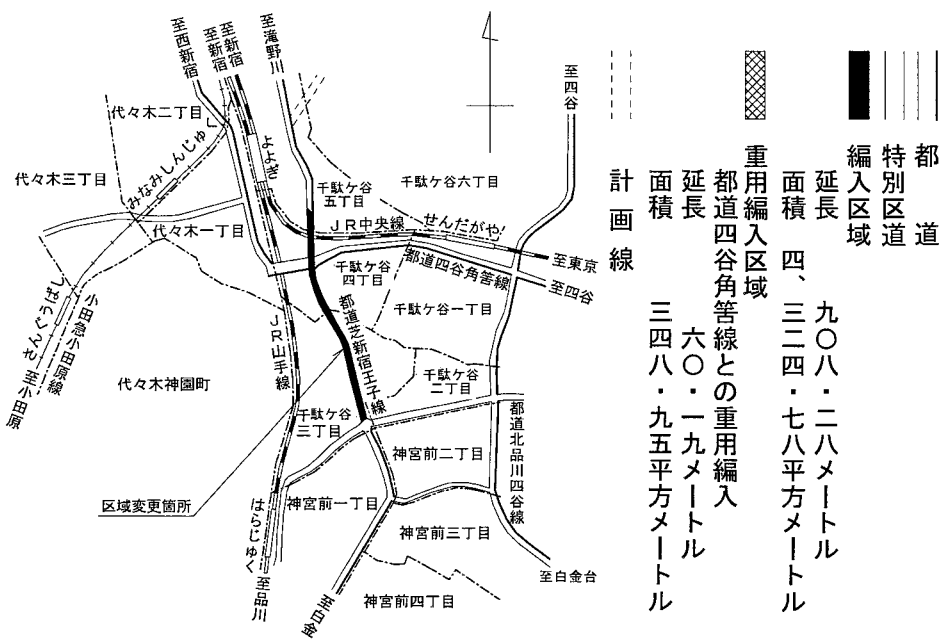 都道
特別区道
編入区域
延長 九〇八・二八メートル
面積 四、三二四・七八平方メートル
重用編入区域
都道四谷角筈線との重用編入
延長 六〇・一九メートル
面積 三四八・九五平方メートル
計画線
至西新宿
至新宿
至新宿
至滝野川
至四谷
代々木二丁目
みなみしんじゅく
よよぎ
代々木三丁目
千駄ケ谷
五丁目
千駄ケ谷六丁目
代々木一丁目
JR中央線
せんだがや
至東京
都道四谷角筈線
至四谷
千駄ケ谷
四丁目
千駄ケ谷一丁目
さんぐうばし
小田急小田原線
至小田原
JR山手線
都道芝新宿王子線
代々木神園町
千駄ケ谷
二丁目
千駄ケ谷
三丁目
都道北品川四谷線
神宮前二丁目
区域変更箇所
神宮前一丁目
はらじゅく
神宮前三丁目
至品川
至白金
至白金台
神宮前四丁目